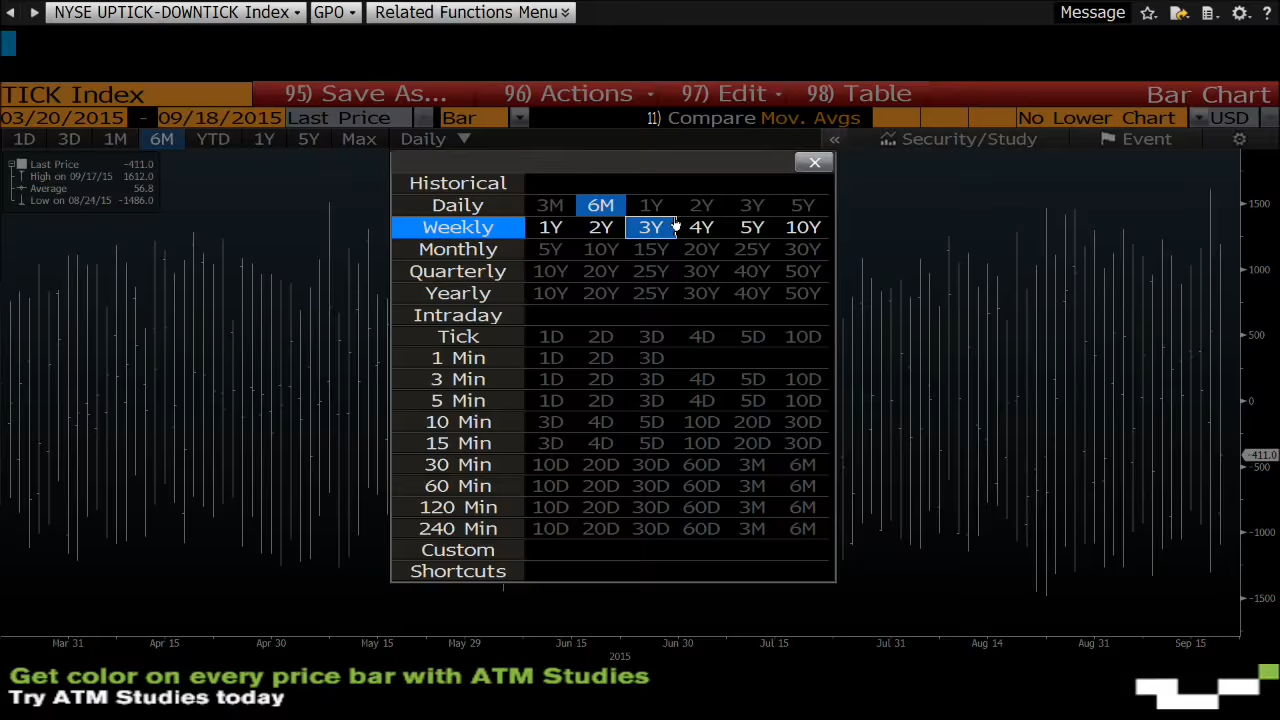 NYSE UPTICK-DOWNTICK Index GPO Related Functions Menu Message ?
TICK Index 95) Save As... 96) Actions 97) Edit 98) Table Bar Chart
03/20/2015 - 09/18/2015 Last Price Bar 11) Compare Mov. Avgs No Lower Chart USD
1D 3D 1M 6M YTD 1Y 5Y Max Daily « Security/Study Event
Last Price -411.0
High on 09/17/15 1612.0
Average 56.8
Low on 08/24/15 -1486.0
X
Historical
Daily 3M 6M 1Y 2Y 3Y 5Y
Weekly 1Y 2Y 3Y 4Y 5Y 10Y
Monthly 5Y 10Y 15Y 20Y 25Y 30Y
Quarterly 10Y 20Y 25Y 30Y 40Y 50Y
Yearly 10Y 20Y 25Y 30Y 40Y 50Y
Intraday
Tick 1D 2D 3D 4D 5D 10D
1 Min 1D 2D 3D
3 Min 1D 2D 3D 4D 5D 10D
5 Min 1D 2D 3D 4D 5D 10D
10 Min 3D 4D 5D 10D 20D 30D
15 Min 3D 4D 5D 10D 20D 30D
30 Min 10D 20D 30D 60D 3M 6M
60 Min 10D 20D 30D 60D 3M 6M
120 Min 10D 20D 30D 60D 3M 6M
240 Min 10D 20D 30D 60D 3M 6M
Custom
Shortcuts
1500
1000
500
0
-411.0
-500
-1000
-1500
Mar 31 Apr 15 Apr 30 May 15 May 29 Jun 15 Jun 30 Jul 15 Jul 31 Aug 14 Aug 31 Sep 15
2015
Get color on every price bar with ATM Studies
Try ATM Studies today